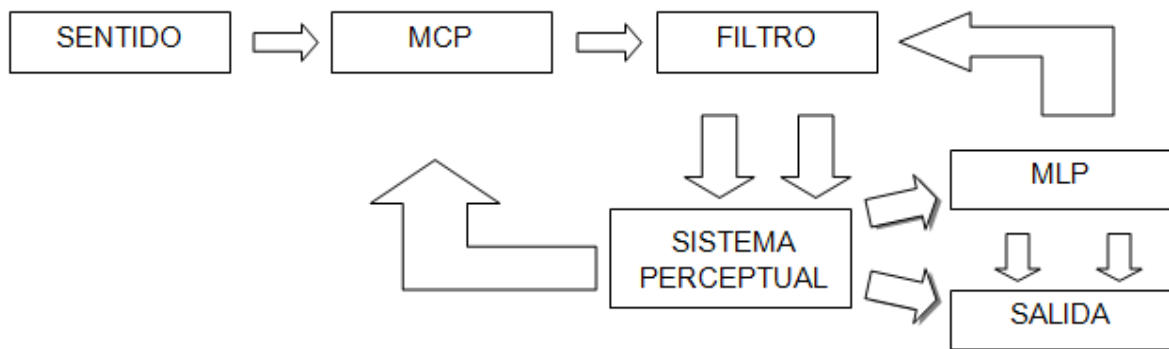 SENTIDO
MCP
FILTRO
MLP
SISTEMA
PERCEPTUAL
SALIDA